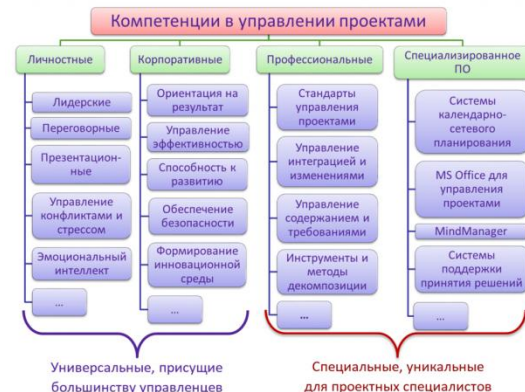 Компетенции в управлении проектами
Личностные
Лидерские
Переговорные
Презентацион-
ные
Управление
конфликтами и
стрессом
Эмоциональный
интеллект
...
Корпоративные
Ориентация на
результат
Управление
эффективностью
Способность к
развитию
Обеспечение
безопасности
Формирование
инновационной
среды
...
Профессиональные
Стандарты
управления
проектами
Управление
интеграцией и
изменениями
Управление
содержанием и
требованиями
Инструменты и
методы
декомпозиции
...
Специализированное
ПО
Системы
календарно-
сетевого
планирования
MS Office для
управления
проектами
MindManager
Системы
поддержки
принятия решений
...
Универсальные, присущие
большинству управленцев
Специальные, уникальные
для проектных специалистов